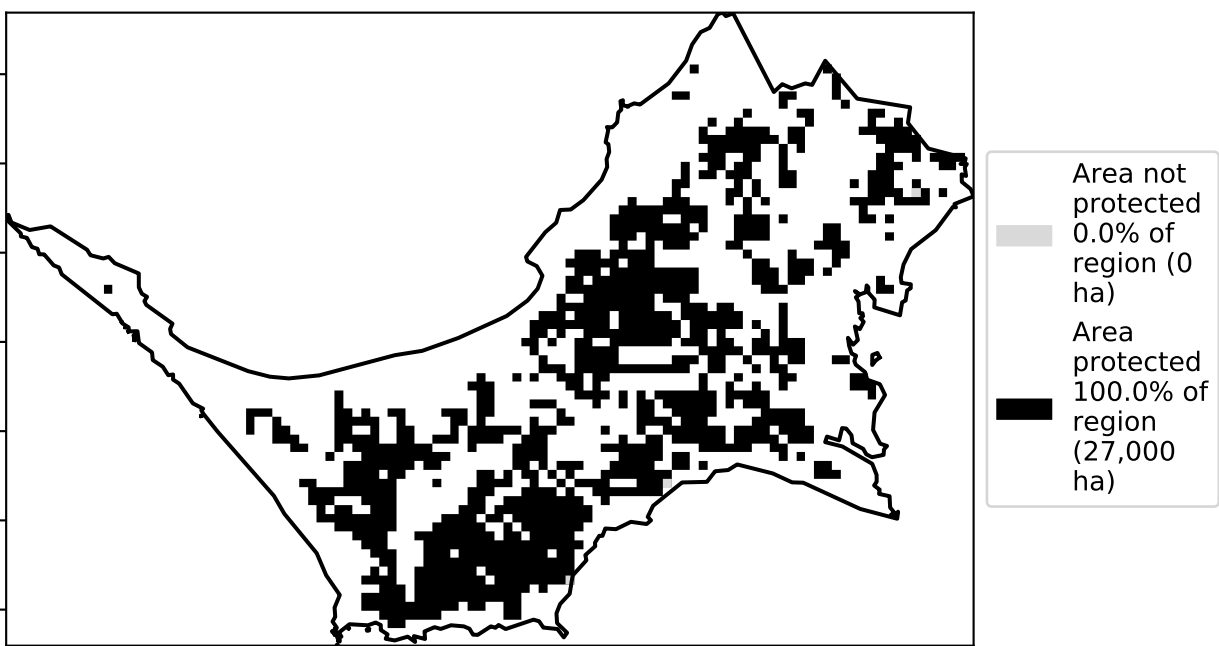 Area not
protected
0.0% of
region (0
ha)
Area
protected
100.0% of
region
(27,000
ha)